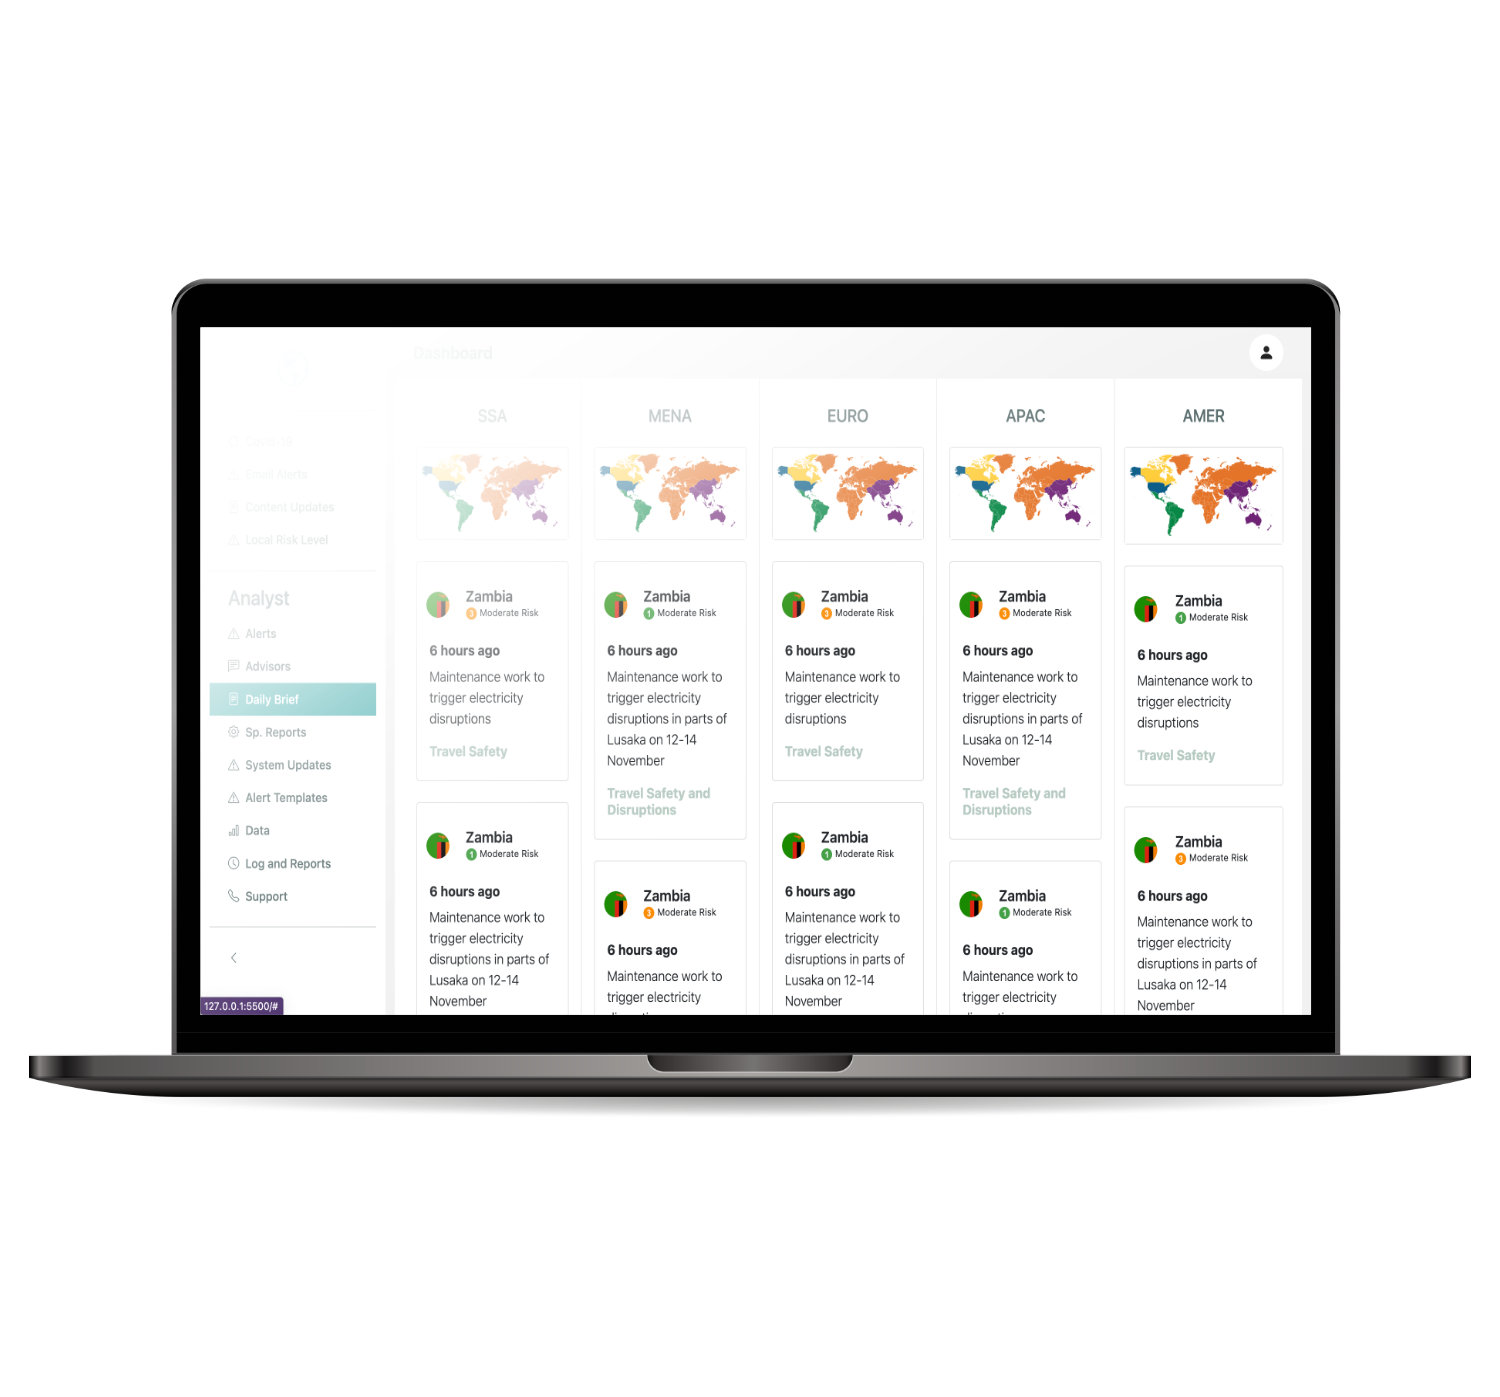 Dashboard
Covid-19
Email Alerts
Content Updates
Local Risk Level
Analyst
Alerts
Advisors
Daily Brief
Sp. Reports
System Updates
Alert Templates
Data
Log and Reports
Support
127.0.0.1:5500/#
SSA
Zambia
3 Moderate Risk
6 hours ago
Maintenance work to
trigger electricity
disruptions
Travel Safety
Zambia
1 Moderate Risk
6 hours ago
Maintenance work to
trigger electricity
disruptions in parts of
Lusaka on 12-14
November
MENA
Zambia
1 Moderate Risk
6 hours ago
Maintenance work to
trigger electricity
disruptions in parts of
Lusaka on 12-14
November
Travel Safety and
Disruptions
Zambia
3 Moderate Risk
6 hours ago
Maintenance work to
trigger electricity
EURO
Zambia
3 Moderate Risk
6 hours ago
Maintenance work to
trigger electricity
disruptions
Travel Safety
Zambia
1 Moderate Risk
6 hours ago
Maintenance work to
trigger electricity
disruptions in parts of
Lusaka on 12-14
November
APAC
Zambia
3 Moderate Risk
6 hours ago
Maintenance work to
trigger electricity
disruptions in parts of
Lusaka on 12-14
November
Travel Safety and
Disruptions
Zambia
1 Moderate Risk
6 hours ago
Maintenance work to
trigger electricity
AMER
Zambia
1 Moderate Risk
6 hours ago
Maintenance work to
trigger electricity
disruptions
Travel Safety
Zambia
3 Moderate Risk
6 hours ago
Maintenance work to
trigger electricity
disruptions in parts of
Lusaka on 12-14
November